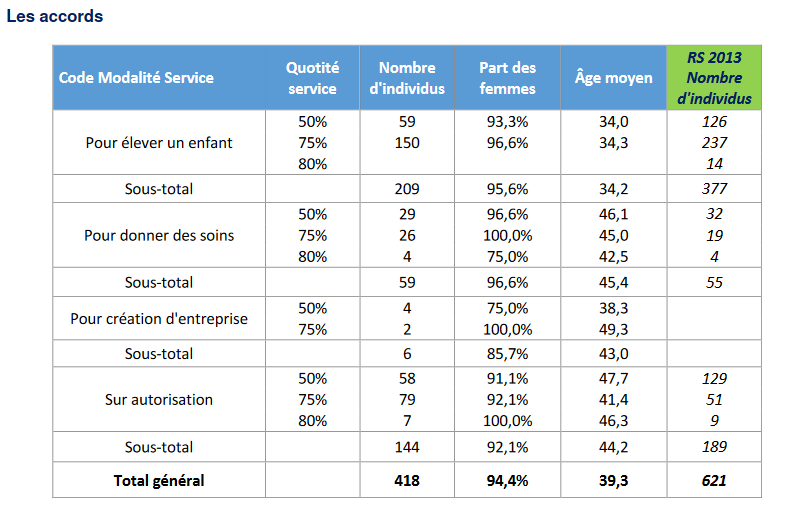 Les accords
Code Modalité Service Quotité service Nombre d'individus Part des femmes Âge moyen RS 2013 Nombre d'individus
Pour élever un enfant
50% 59 93,3% 34,0 126
75% 150 96,6% 34,3 237
80% 14
Sous-total 209 95,6% 34,2 377
Pour donner des soins
50% 29 96,6% 46,1 32
75% 26 100,0% 45,0 19
80% 4 75,0% 42,5 4
Sous-total 59 96,6% 45,4 55
Pour création d'entreprise
50% 4 75,0% 38,3
75% 2 100,0% 49,3
Sous-total 6 85,7% 43,0
Sur autorisation
50% 58 91,1% 47,7 129
75% 79 92,1% 41,4 51
80% 7 100,0% 46,3 9
Sous-total 144 92,1% 44,2 189
Total général 418 94,4% 39,3 621